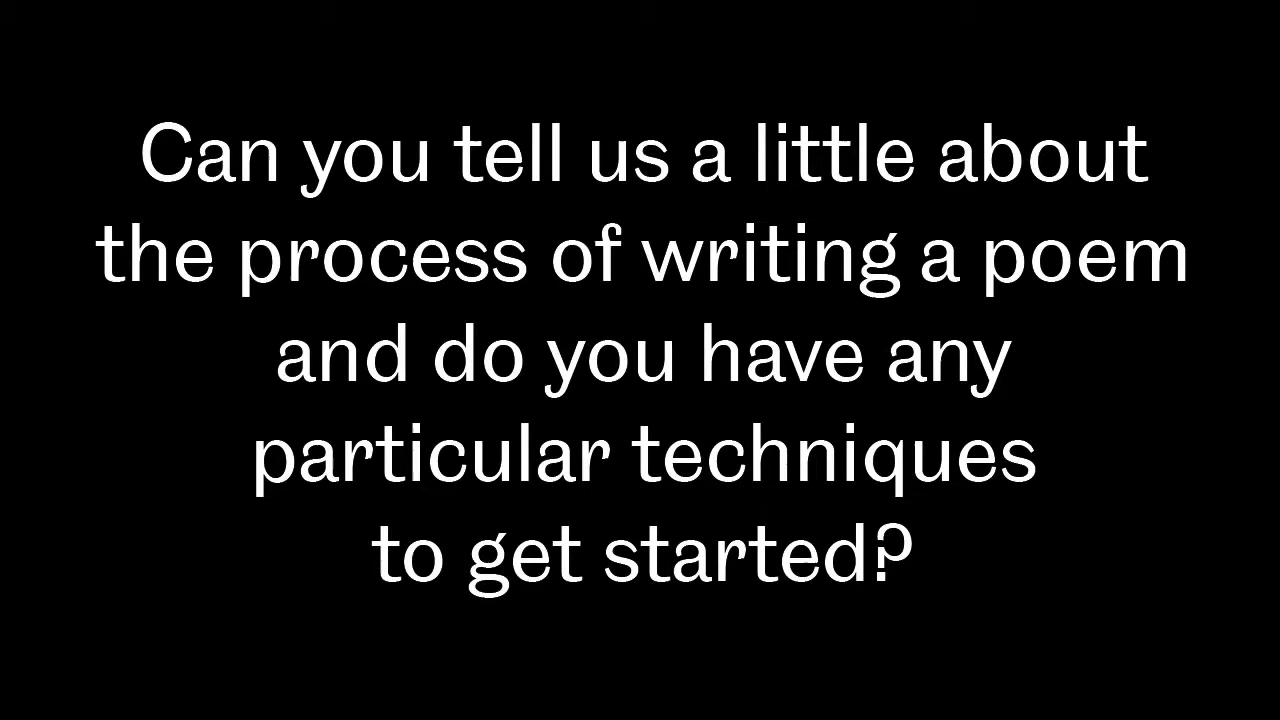 Can you tell us a little about
the process of writing a poem
and do you have any
particular techniques
to get started?